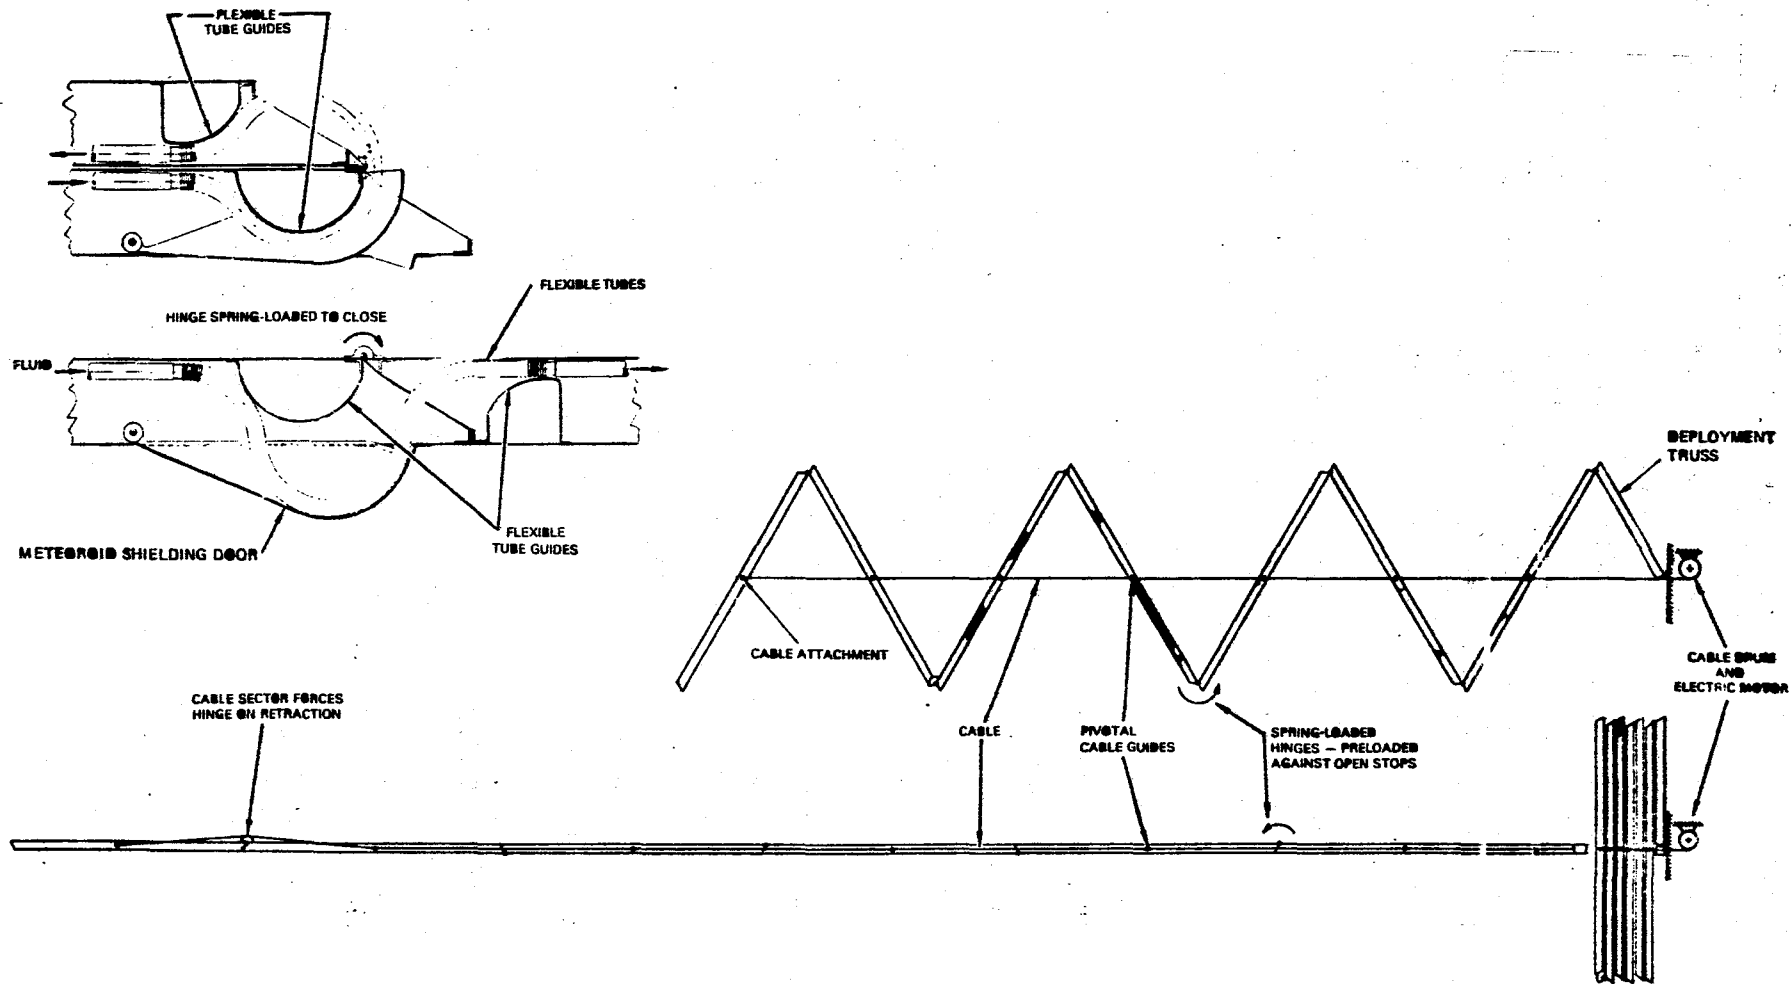 FLEXIBLE
TUBE GUIDES
FLEXIBLE TUBES
HINGE SPRING-LOADED TO CLOSE
FLUID
FLEXIBLE
TUBE GUIDES
METEOROID SHIELDING DOOR
DEPLOYMENT
TRUSS
CABLE ATTACHMENT
CABLE DRUM
AND
ELECTRIC MOTOR
CABLE SECTOR FORCES
HINGE ON RETRACTION
CABLE
PIVOTAL
CABLE GUIDES
SPRING-LOADED
HINGES – PRELOADED
AGAINST OPEN STOPS